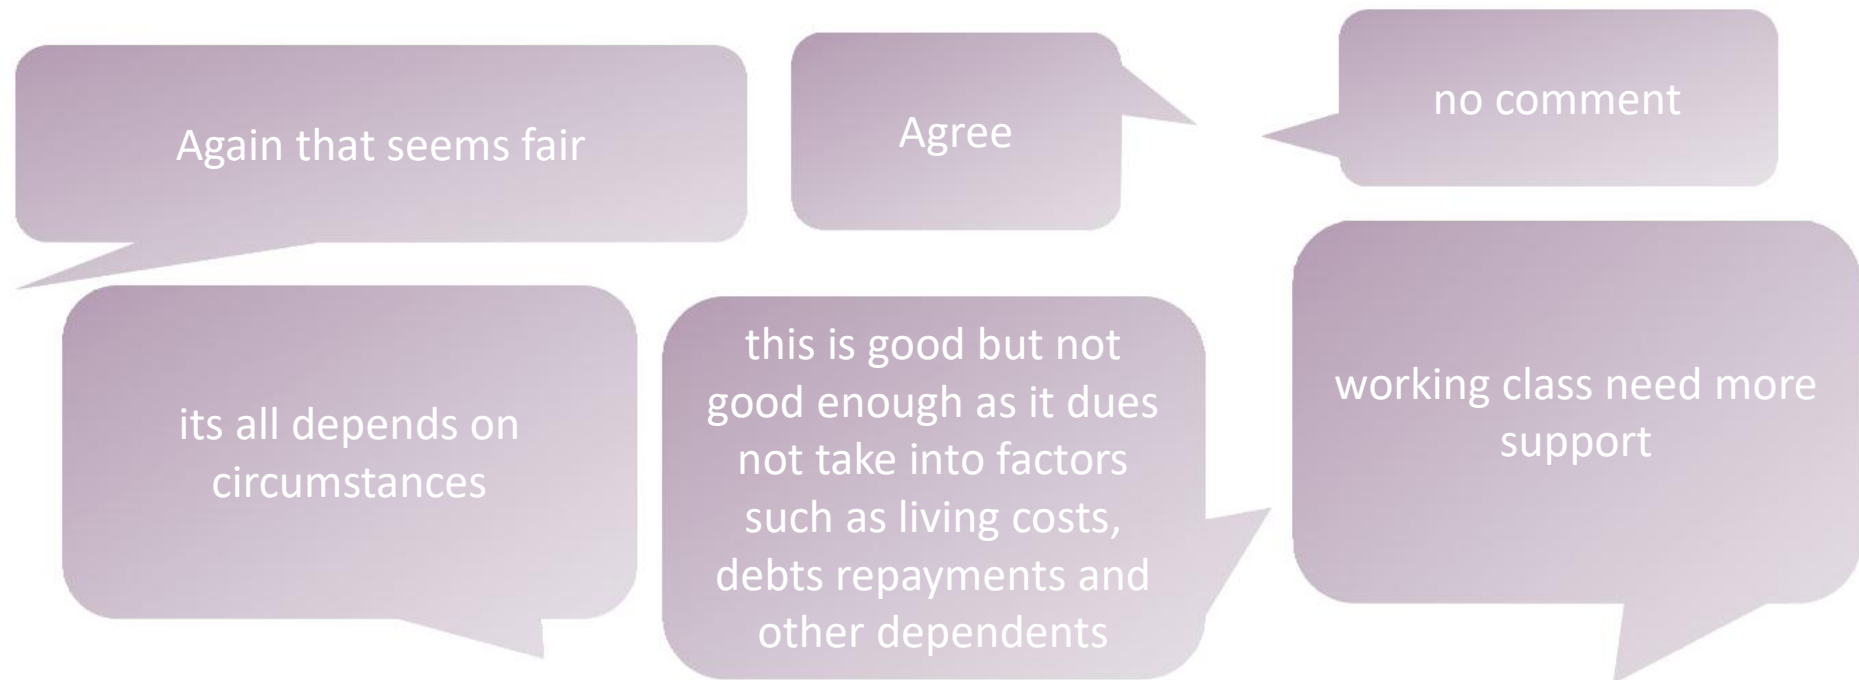 Again that seems fair
Agree
no comment
its all depends on
circumstances
this is good but not
good enough as it dues
not take into factors
such as living costs,
debts repayments and
other dependents
working class need more
support